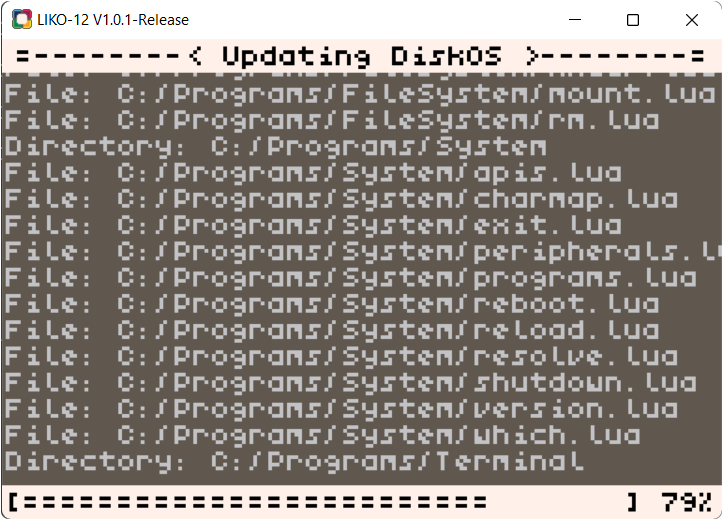 LIKO-12 V1.0.1-Release
=--------< Updating DiskOS >--------=
File: C:/Programs/FileSystem/mount.lua
File: C:/Programs/FileSystem/rm.lua
Directory: C:/Programs/System
File: C:/Programs/System/apis.lua
File: C:/Programs/System/charmap.lua
File: C:/Programs/System/exit.lua
File: C:/Programs/System/peripherals.lu
File: C:/Programs/System/programs.lua
File: C:/Programs/System/reboot.lua
File: C:/Programs/System/reload.lua
File: C:/Programs/System/resolve.lua
File: C:/Programs/System/shutdown.lua
File: C:/Programs/System/version.lua
File: C:/Programs/System/which.lua
Directory: C:/Programs/Terminal
[=========================       ] 79%